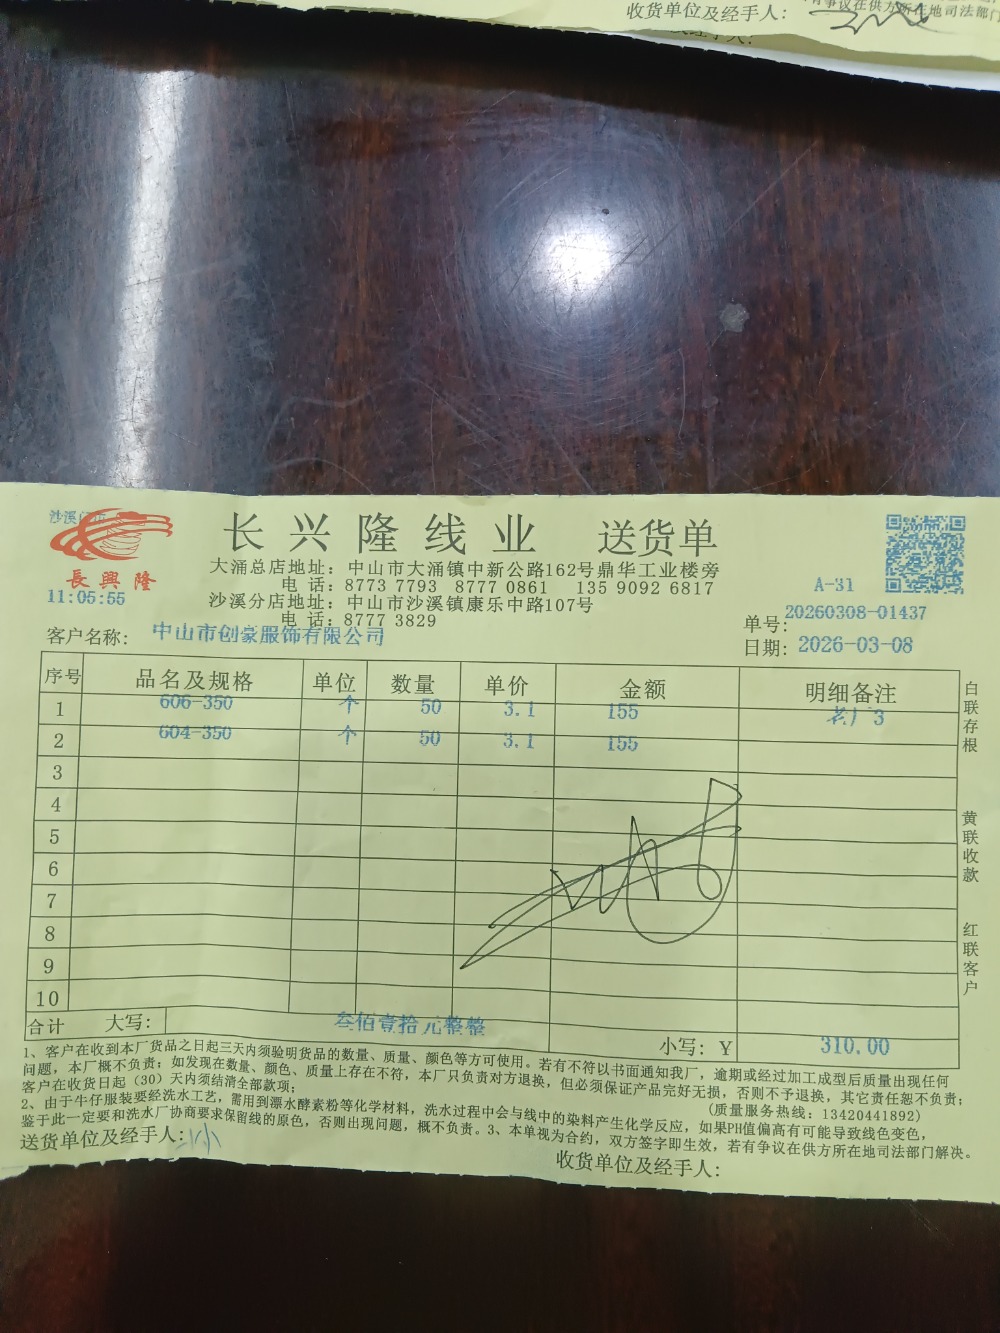 收货单位及经手人:
有争议在供方所在地司法部门
沙溪
長興隆
11:05:55
长兴隆线业 送货单
大涌总店地址：中山市大涌镇中新公路162号鼎华工业楼旁
电 话：8773 7793 8777 0861 135 9092 6817
沙溪分店地址：中山市沙溪镇康乐中路107号
电 话：8777 3829
A-31
单号：20260308-01437
日期：2026-03-08
客户名称：中山市创豪服饰有限公司
序号 品名及规格 单位 数量 单价 金额 明细备注
1 606-350 个 50 3.1 155 老厂3
2 604-350 个 50 3.1 155
3
4
5
6
7
8
9
10
合计 大写： 叁佰壹拾元整整 小写：Y 310.00
白联存根
黄联收款
红联客户
1、客户在收到本厂货品之日起三天内须验明货品的数量、质量、颜色等方可使用。若有不符以书面通知我厂，逾期或经过加工成型后质量出现任何
问题，本厂概不负责；如发现在数量、颜色、质量上存在不符，本厂只负责对方退换，但必须保证产品完好无损，否则不予退换，其它责任恕不负责；
客户在收货日起（30）天内须结清全部款项； (质量服务热线：13420441892)
2、由于牛仔服装要经洗水工艺，需用到漂水酵素粉等化学材料，洗水过程中会与线中的染料产生化学反应，如果PH值偏高有可能导致线色变色，
鉴于此一定要和洗水厂协商要求保留线的原色，否则出现问题，概不负责。3、本单视为合约，双方签字即生效，若有争议在供方所在地司法部门解决。
送货单位及经手人：
收货单位及经手人：